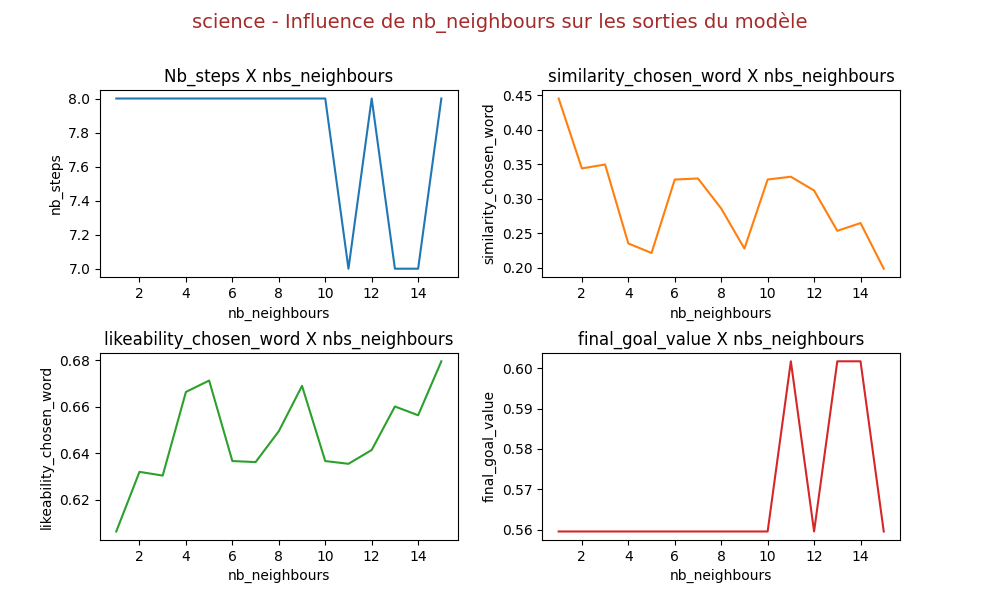 science - Influence de nb_neighbours sur les sorties du modèle
Nb_steps X nbs_neighbours
8.0
7.8
7.6
7.4
7.2
7.0
nb_steps
2 4 6 8 10 12 14
nb_neighbours
similarity_chosen_word X nbs_neighbours
0.45
0.40
0.35
0.30
0.25
0.20
similarity_chosen_word
2 4 6 8 10 12 14
nb_neighbours
likeability_chosen_word X nbs_neighbours
0.68
0.66
0.64
0.62
likeability_chosen_word
2 4 6 8 10 12 14
nb_neighbours
final_goal_value X nbs_neighbours
0.60
0.59
0.58
0.57
0.56
final_goal_value
2 4 6 8 10 12 14
nb_neighbours